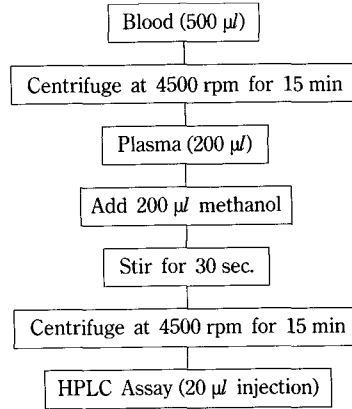 Blood (500 μl)
Centrifuge at 4500 rpm for 15 min
Plasma (200 μl)
Add 200 μl methanol
Stir for 30 sec.
Centrifuge at 4500 rpm for 15 min
HPLC Assay (20 μl injection)